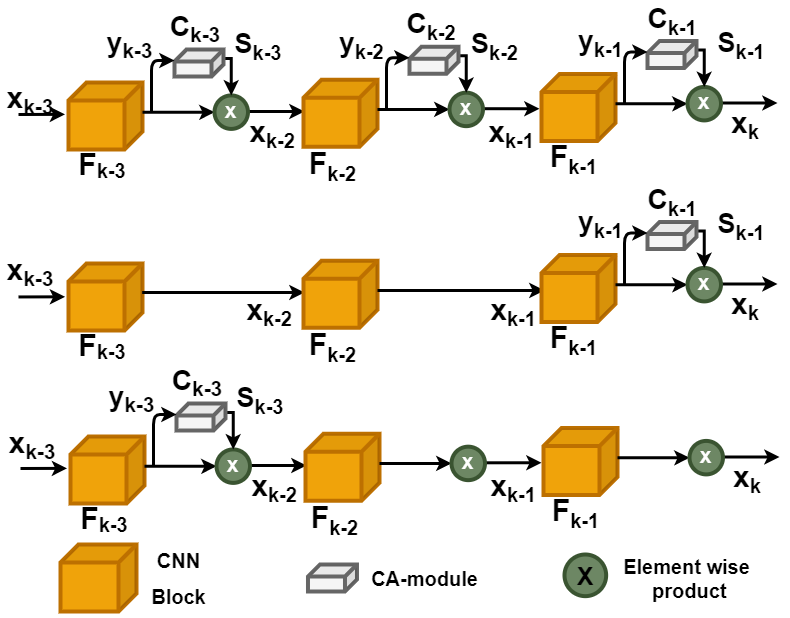 C_{k-3} C_{k-2} C_{k-1}
y_{k-3} S_{k-3} y_{k-2} S_{k-2} y_{k-1} S_{k-1}
x_{k-3} X X X
x_{k-2} x_{k-1} x_k
F_{k-3} F_{k-2} F_{k-1}
C_{k-1}
y_{k-1} S_{k-1}
x_{k-3} X
x_{k-2} x_{k-1} x_k
F_{k-3} F_{k-2} F_{k-1}
C_{k-3}
y_{k-3} S_{k-3}
x_{k-3} X X X
x_{k-2} x_{k-1} x_k
F_{k-3} F_{k-2} F_{k-1}
CNN
Block
CA-module
X
Element wise
product